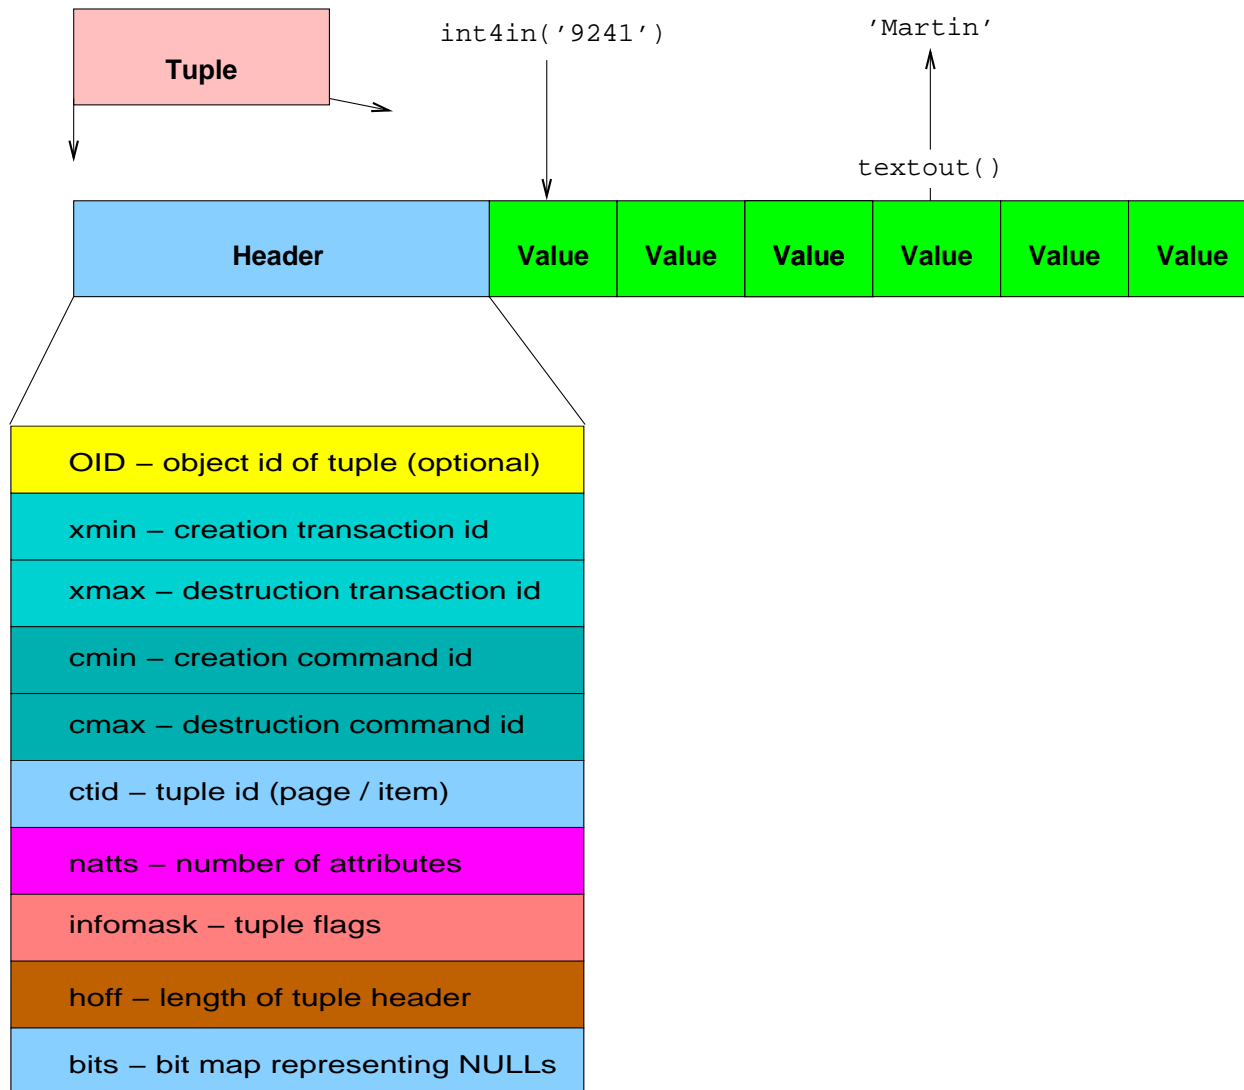 int4in('9241')
'Martin'
Tuple
textout()
Header Value Value Value Value Value Value
OID – object id of tuple (optional)
xmin – creation transaction id
xmax – destruction transaction id
cmin – creation command id
cmax – destruction command id
ctid – tuple id (page / item)
natts – number of attributes
infomask – tuple flags
hoff – length of tuple header
bits – bit map representing NULLs